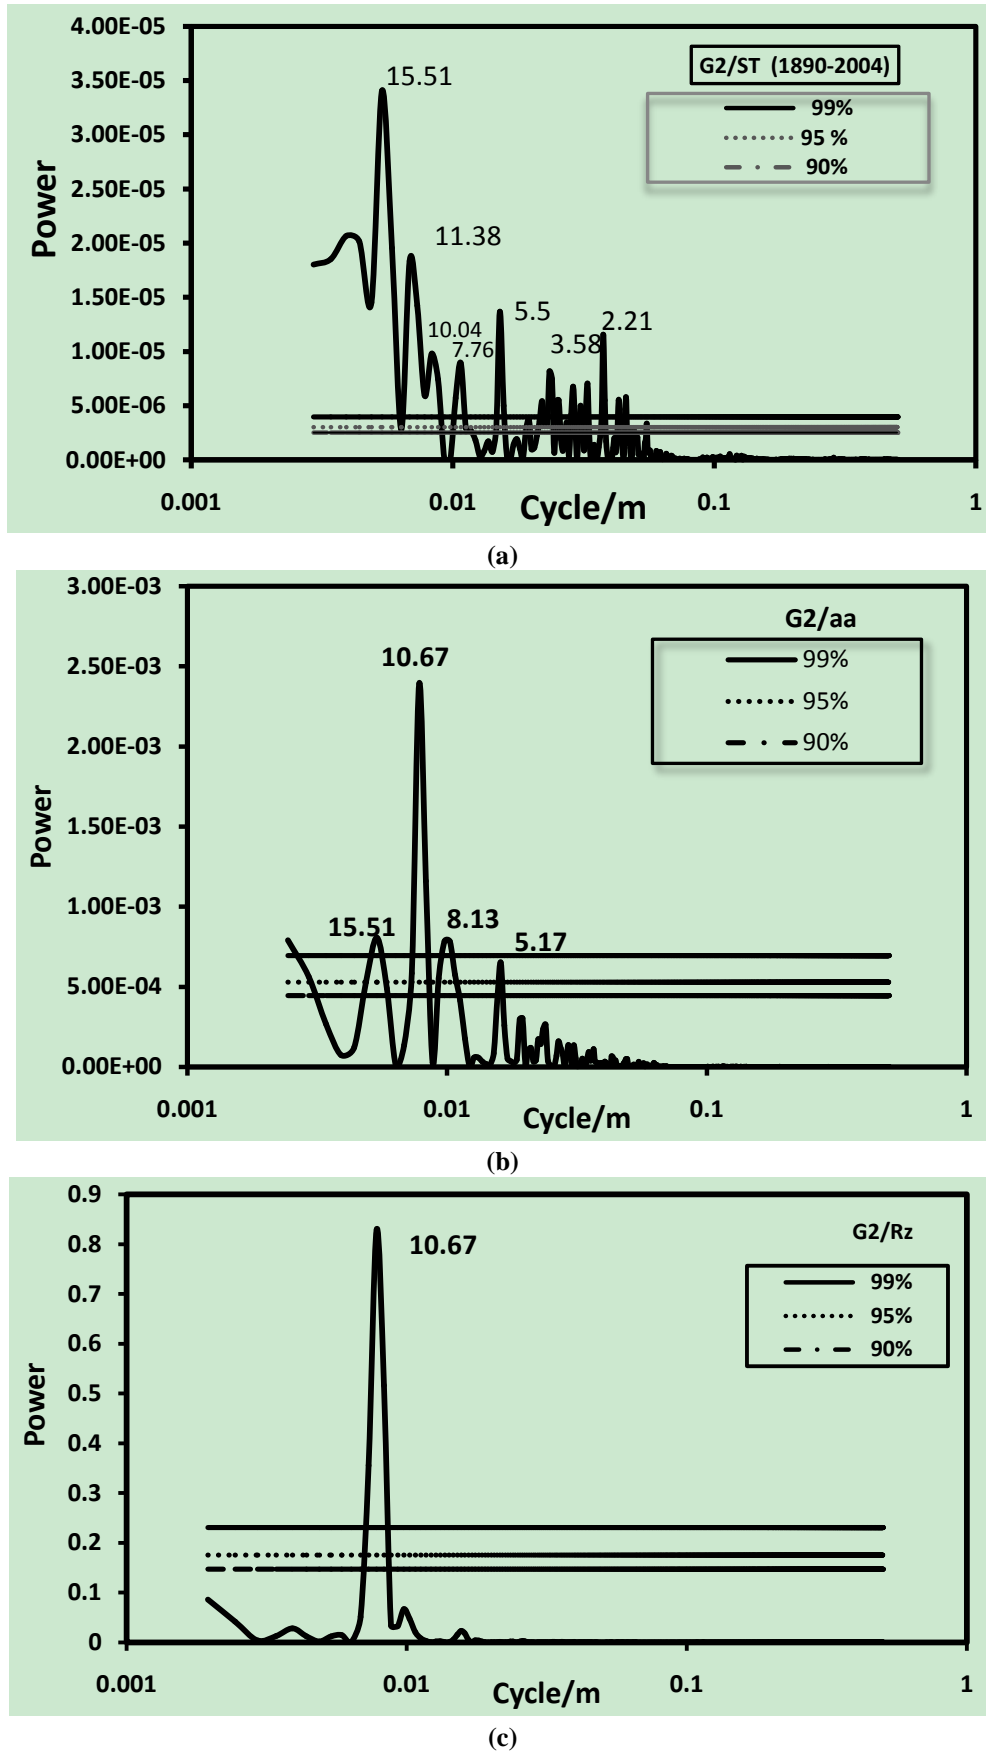 4.00E-05
3.50E-05
3.00E-05
2.50E-05
2.00E-05
1.50E-05
1.00E-05
5.00E-06
0.00E+00
Power
15.51
11.38
10.04
7.76
5.5
3.58
2.21
G2/ST (1890-2004)
99%
95 %
90%
0.001
0.01
0.1
1
Cycle/m
(a)
3.00E-03
2.50E-03
2.00E-03
1.50E-03
1.00E-03
5.00E-04
0.00E+00
Power
10.67
15.51
8.13
5.17
G2/aa
99%
95%
90%
0.001
0.01
0.1
1
Cycle/m
(b)
0.9
0.8
0.7
0.6
0.5
0.4
0.3
0.2
0.1
0
Power
10.67
G2/Rz
99%
95%
90%
0.001
0.01
0.1
1
Cycle/m
(c)